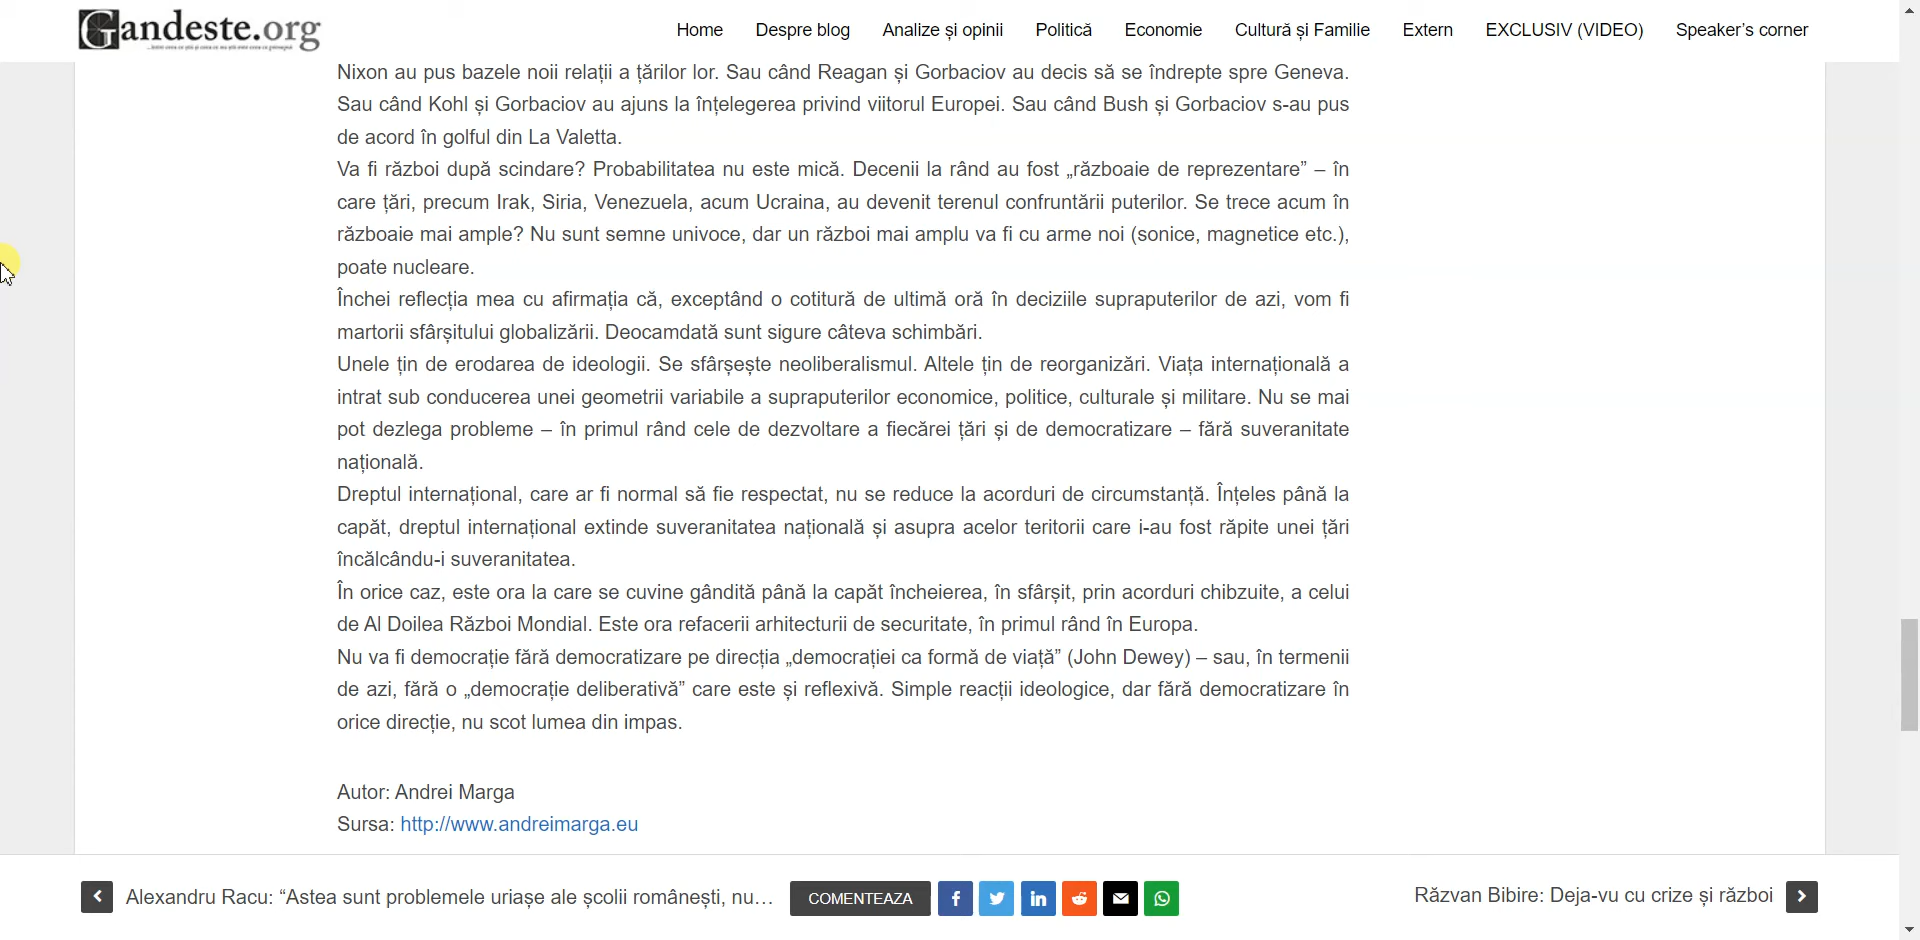 Gandeste.org
Home Despre blog Analize și opinii Politică Economie Cultură și Familie Extern EXCLUSIV (VIDEO) Speaker’s corner
Nixon au pus bazele noii relații a țărilor lor. Sau când Reagan și Gorbaciov au decis să se îndrepte spre Geneva.
Sau când Kohl și Gorbaciov au ajuns la înțelegerea privind viitorul Europei. Sau când Bush și Gorbaciov s-au pus
de acord în golful din La Valetta.
Va fi război după scindare? Probabilitatea nu este mică. Decenii la rând au fost „războaie de reprezentare” – în
care țări, precum Irak, Siria, Venezuela, acum Ucraina, au devenit terenul confruntării puterilor. Se trece acum în
războaie mai ample? Nu sunt semne univoce, dar un război mai amplu va fi cu arme noi (sonice, magnetice etc.),
poate nucleare.
Închei reflecția mea cu afirmația că, exceptând o cotitură de ultimă oră în deciziile supraputerilor de azi, vom fi
martorii sfârșitului globalizării. Deocamdată sunt sigure câteva schimbări.
Unele țin de erodarea de ideologii. Se sfârșește neoliberalismul. Altele țin de reorganizări. Viața internațională a
intrat sub conducerea unei geometrii variabile a supraputerilor economice, politice, culturale și militare. Nu se mai
pot dezlega probleme – în primul rând cele de dezvoltare a fiecărei țări și de democratizare – fără suveranitate
națională.
Dreptul internațional, care ar fi normal să fie respectat, nu se reduce la acorduri de circumstanță. Înțeles până la
capăt, dreptul internațional extinde suveranitatea națională și asupra acelor teritorii care i-au fost răpite unei țări
încălcându-i suveranitatea.
În orice caz, este ora la care se cuvine gândită până la capăt încheierea, în sfârșit, prin acorduri chibzuite, a celui
de Al Doilea Război Mondial. Este ora refacerii arhitecturii de securitate, în primul rând în Europa.
Nu va fi democrație fără democratizare pe direcția „democrației ca formă de viață” (John Dewey) – sau, în termenii
de azi, fără o „democrație deliberativă” care este și reflexivă. Simple reacții ideologice, dar fără democratizare în
orice direcție, nu scot lumea din impas.
Autor: Andrei Marga
Sursa: http://www.andreimarga.eu
Alexandru Racu: “Astea sunt problemele uriașe ale școlii românești, nu… COMENTEAZA Răzvan Bibire: Deja-vu cu crize și război